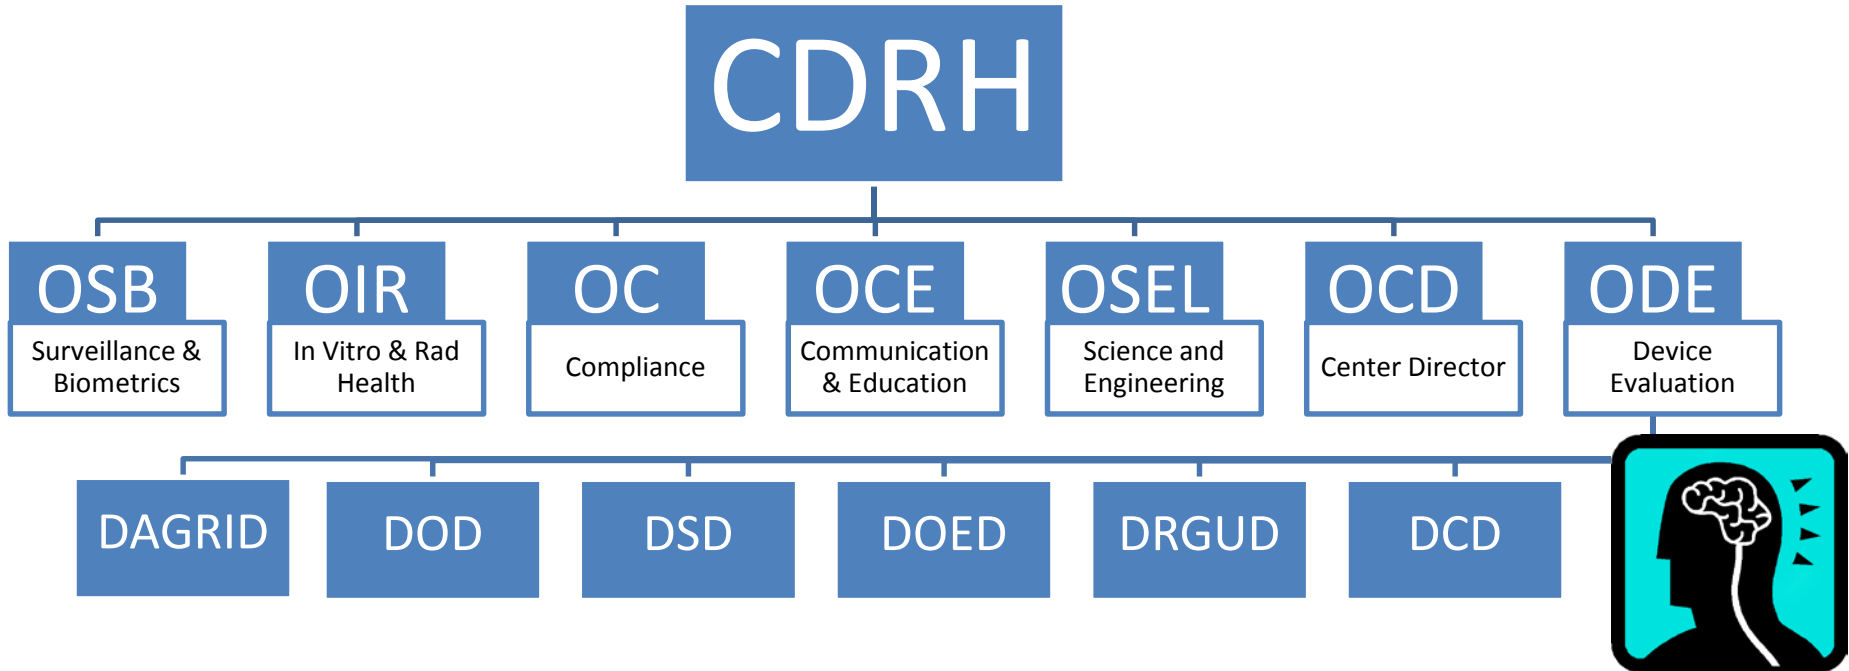 CDRH
OSB
Surveillance &
Biometrics
OIR
In Vitro & Rad
Health
OC
Compliance
OCE
Communication
& Education
OSEL
Science and
Engineering
OCD
Center Director
ODE
Device
Evaluation
DAGRID
DOD
DSD
DOED
DRGUD
DCD